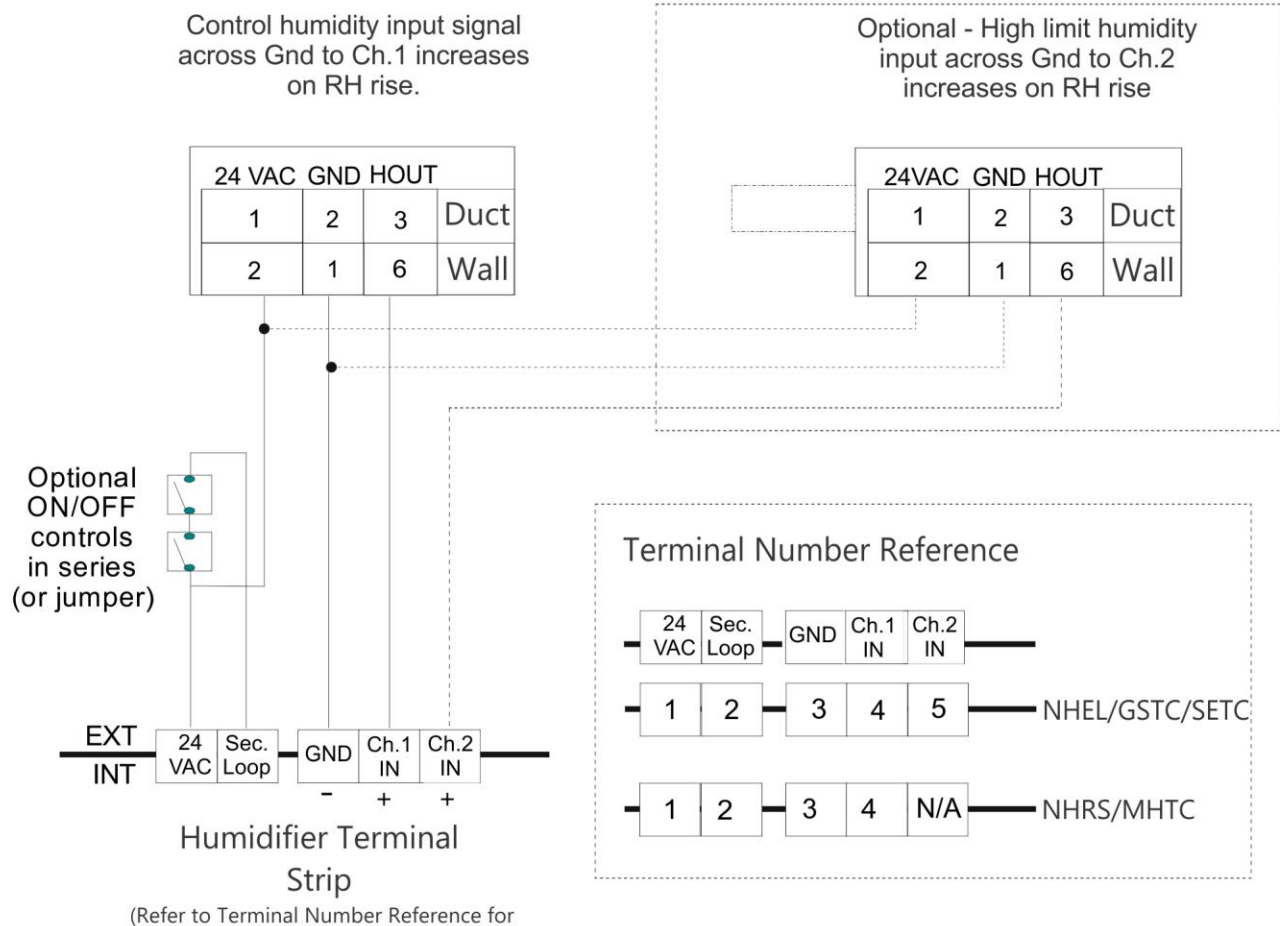 Control humidity input signal
across Gnd to Ch.1 increases
on RH rise.
Optional - High limit humidity
input across Gnd to Ch.2
increases on RH rise
24 VAC GND HOUT
1 2 3 Duct
2 1 6 Wall
24VAC GND HOUT
1 2 3 Duct
2 1 6 Wall
Optional
ON/OFF
controls
in series
(or jumper)
EXT
INT
24
VAC
Sec.
Loop
GND
Ch.1
IN
Ch.2
IN
- + +
Humidifier Terminal
Strip
(Refer to Terminal Number Reference for
Terminal Number Reference
24
VAC
Sec.
Loop
GND
Ch.1
IN
Ch.2
IN
1 2 3 4 5 NHEL/GSTC/SETC
1 2 3 4 N/A NHRS/MHTC